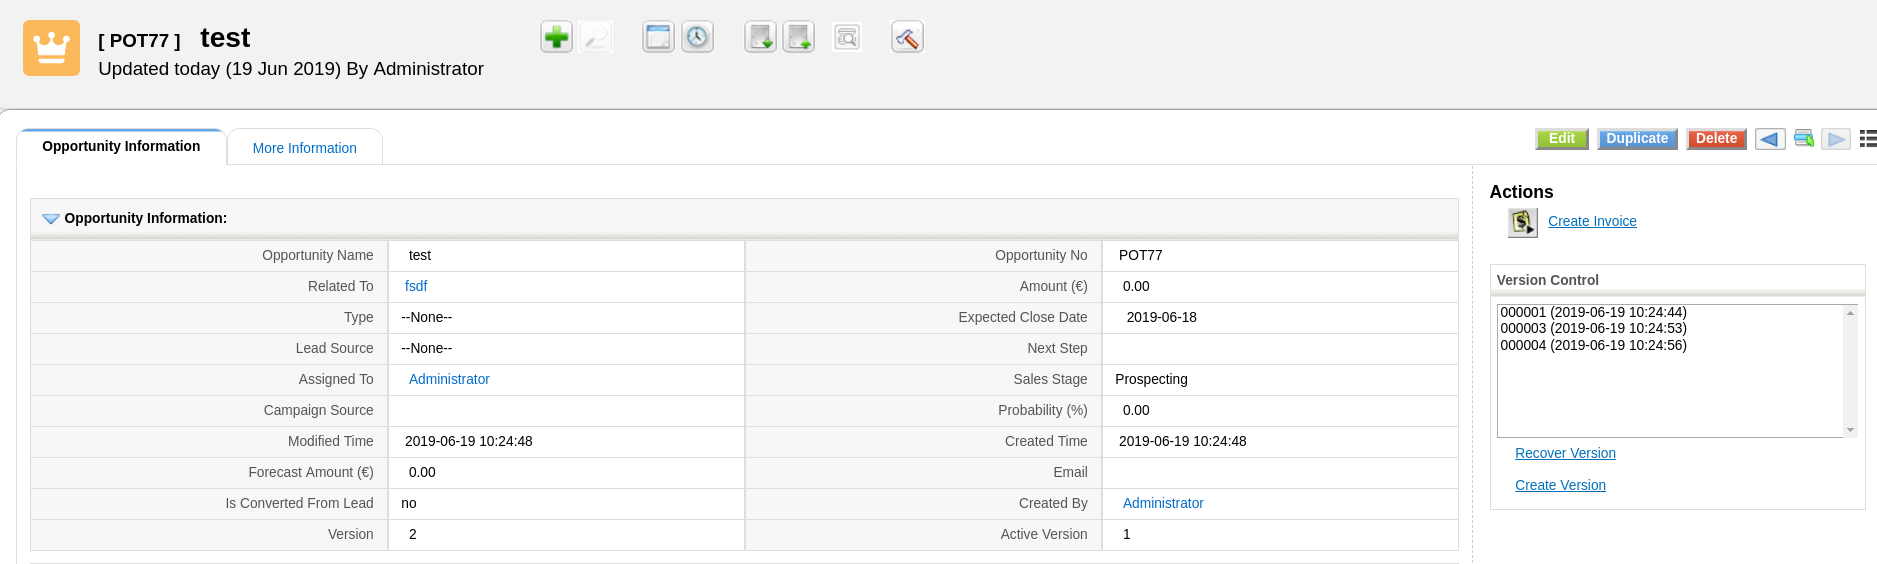 [ POT77 ] test
Updated today (19 Jun 2019) By Administrator
Opportunity Information
More Information
Edit
Duplicate
Delete
Opportunity Information:
Opportunity Name test Opportunity No POT77
Related To fsdf Amount (€) 0.00
Type --None-- Expected Close Date 2019-06-18
Lead Source --None-- Next Step
Assigned To Administrator Sales Stage Prospecting
Campaign Source Probability (%) 0.00
Modified Time 2019-06-19 10:24:48 Created Time 2019-06-19 10:24:48
Forecast Amount (€) 0.00 Email
Is Converted From Lead no Created By Administrator
Version 2 Active Version 1
Actions
Create Invoice
Version Control
000001 (2019-06-19 10:24:44)
000003 (2019-06-19 10:24:53)
000004 (2019-06-19 10:24:56)
Recover Version
Create Version